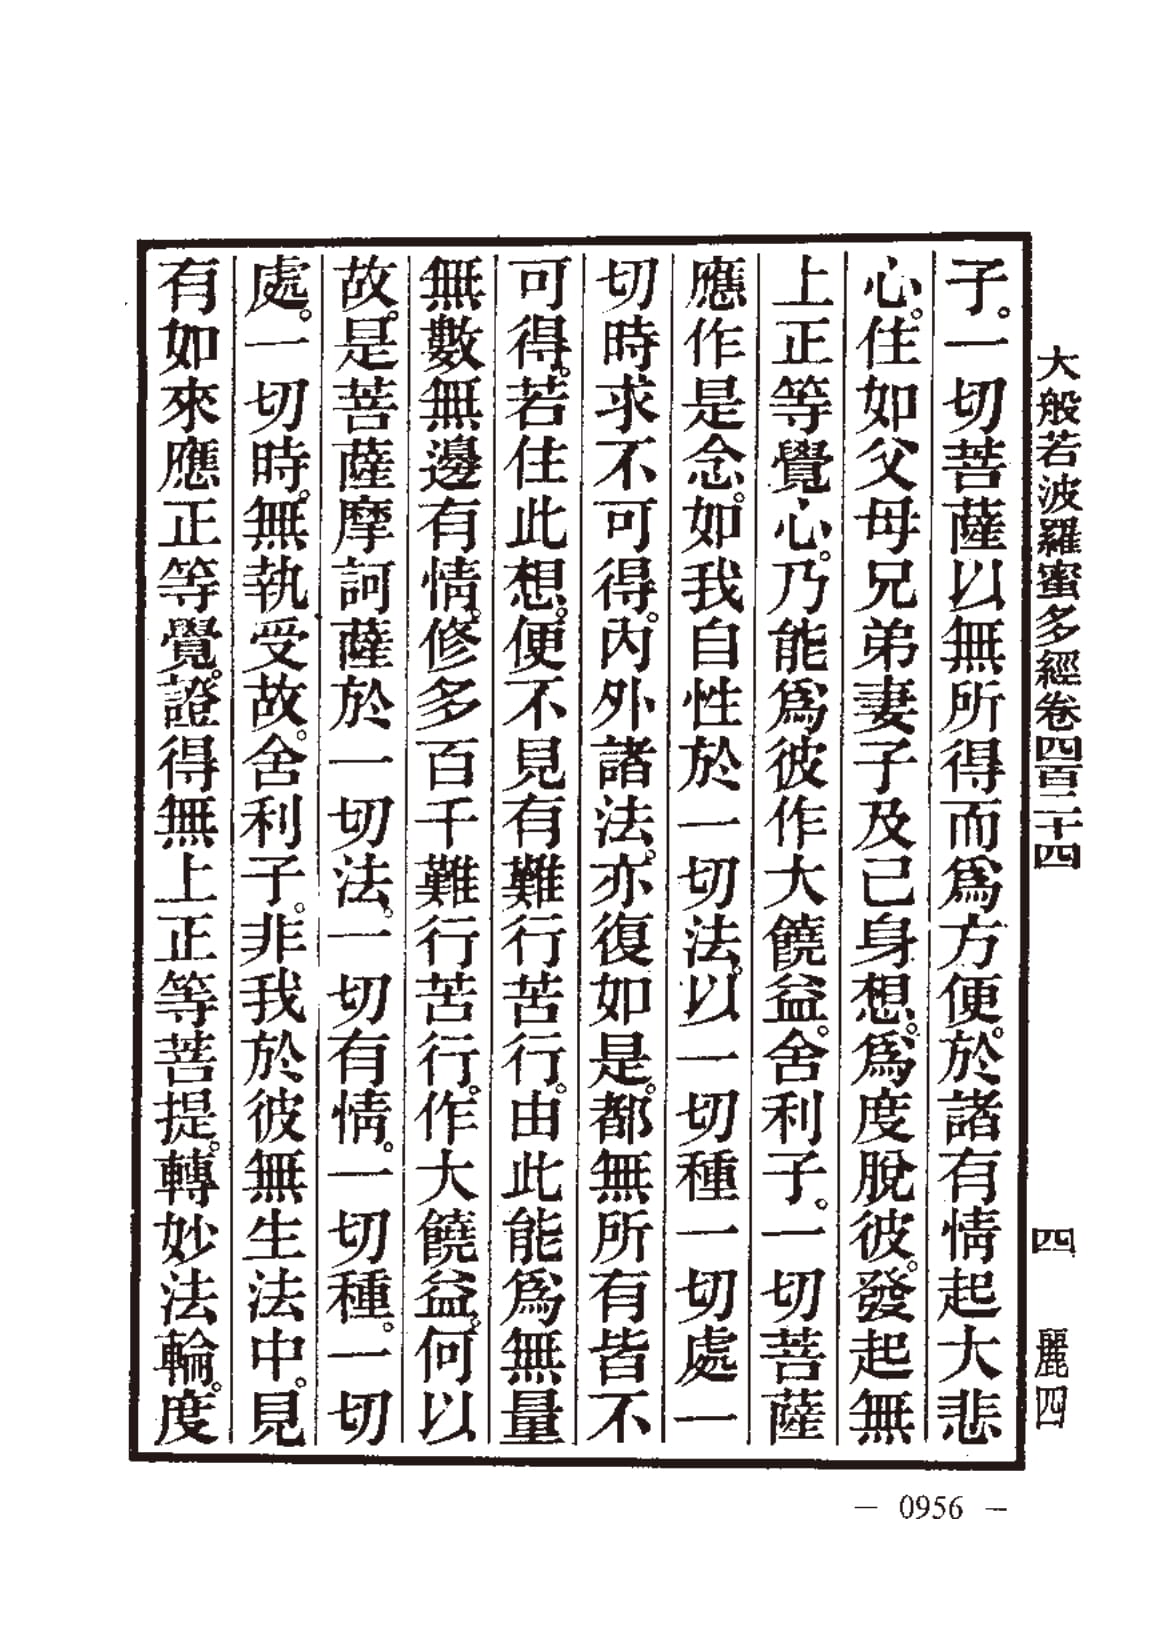 大般若波羅蜜多經卷四百二十四 四 麗四
子。一切菩薩以無所得而爲方便。於諸有情起大悲
心。住如父母兄弟妻子及己身想。爲度脫彼。發起無
上正等覺心。乃能爲彼作大饒益。舍利子。一切菩薩
應作是念。如我自性於一切法。以一切種一切處一
切時求不可得。內外諸法。亦復如是。都無所有皆不
可得。若住此想。便不見有難行苦行。由此能爲無量
無數無邊有情。修多百千難行苦行。作大饒益。何以
故。是菩薩摩訶薩於一切法。一切有情。一切種。一切
處。一切時。無執受故。舍利子。非我於彼無生法中。見
有如來應正等覺。證得無上正等菩提。轉妙法輪。度
— 0956 —